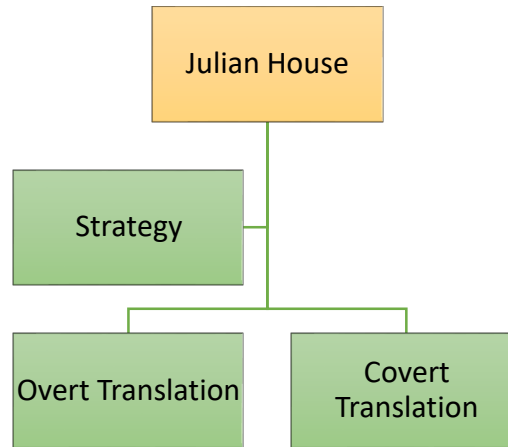 Julian House
Strategy
Overt Translation
Covert
Translation